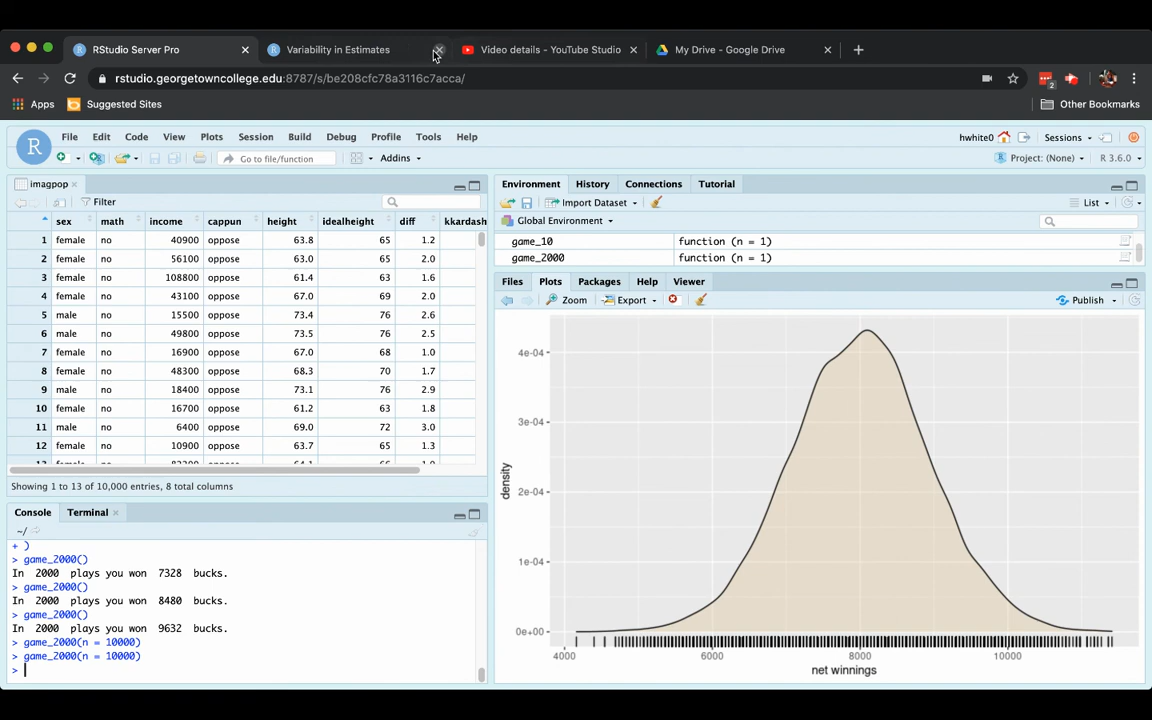 RStudio Server Pro
Variability in Estimates
Video details - YouTube Studio
My Drive - Google Drive
rstudio.georgetowncollege.edu:8787/s/be208cfc78a3116c7acca/
2
Apps
Suggested Sites
Other Bookmarks
R
File Edit Code View Plots Session Build Debug Profile Tools Help
hwhite0
Sessions
Go to file/function
Addins
Project: (None)
R 3.6.0
imagpop
Filter
sex math income cappun height idealheight diff kkardash
1 female no 40900 oppose 63.8 65 1.2
2 female no 56100 oppose 63.0 65 2.0
3 female no 108800 oppose 61.4 63 1.6
4 female no 43100 oppose 67.0 69 2.0
5 male no 15500 oppose 73.4 76 2.6
6 male no 49800 oppose 73.5 76 2.5
7 female no 16900 oppose 67.0 68 1.0
8 female no 48300 oppose 68.3 70 1.7
9 male no 18400 oppose 73.1 76 2.9
10 female no 16700 oppose 61.2 63 1.8
11 male no 6400 oppose 69.0 72 3.0
12 female no 10900 oppose 63.7 65 1.3
Showing 1 to 13 of 10,000 entries, 8 total columns
Console Terminal
~/
+ )
> game_2000()
In 2000 plays you won 7328 bucks.
> game_2000()
In 2000 plays you won 8480 bucks.
> game_2000()
In 2000 plays you won 9632 bucks.
> game_2000(n = 10000)
> game_2000(n = 10000)
>
Environment History Connections Tutorial
Import Dataset
List
Global Environment
game_10 function (n = 1)
game_2000 function (n = 1)
Files Plots Packages Help Viewer
Zoom Export Publish
4e-04
3e-04
2e-04
1e-04
0e+00
density
4000 6000 8000 10000
net winnings